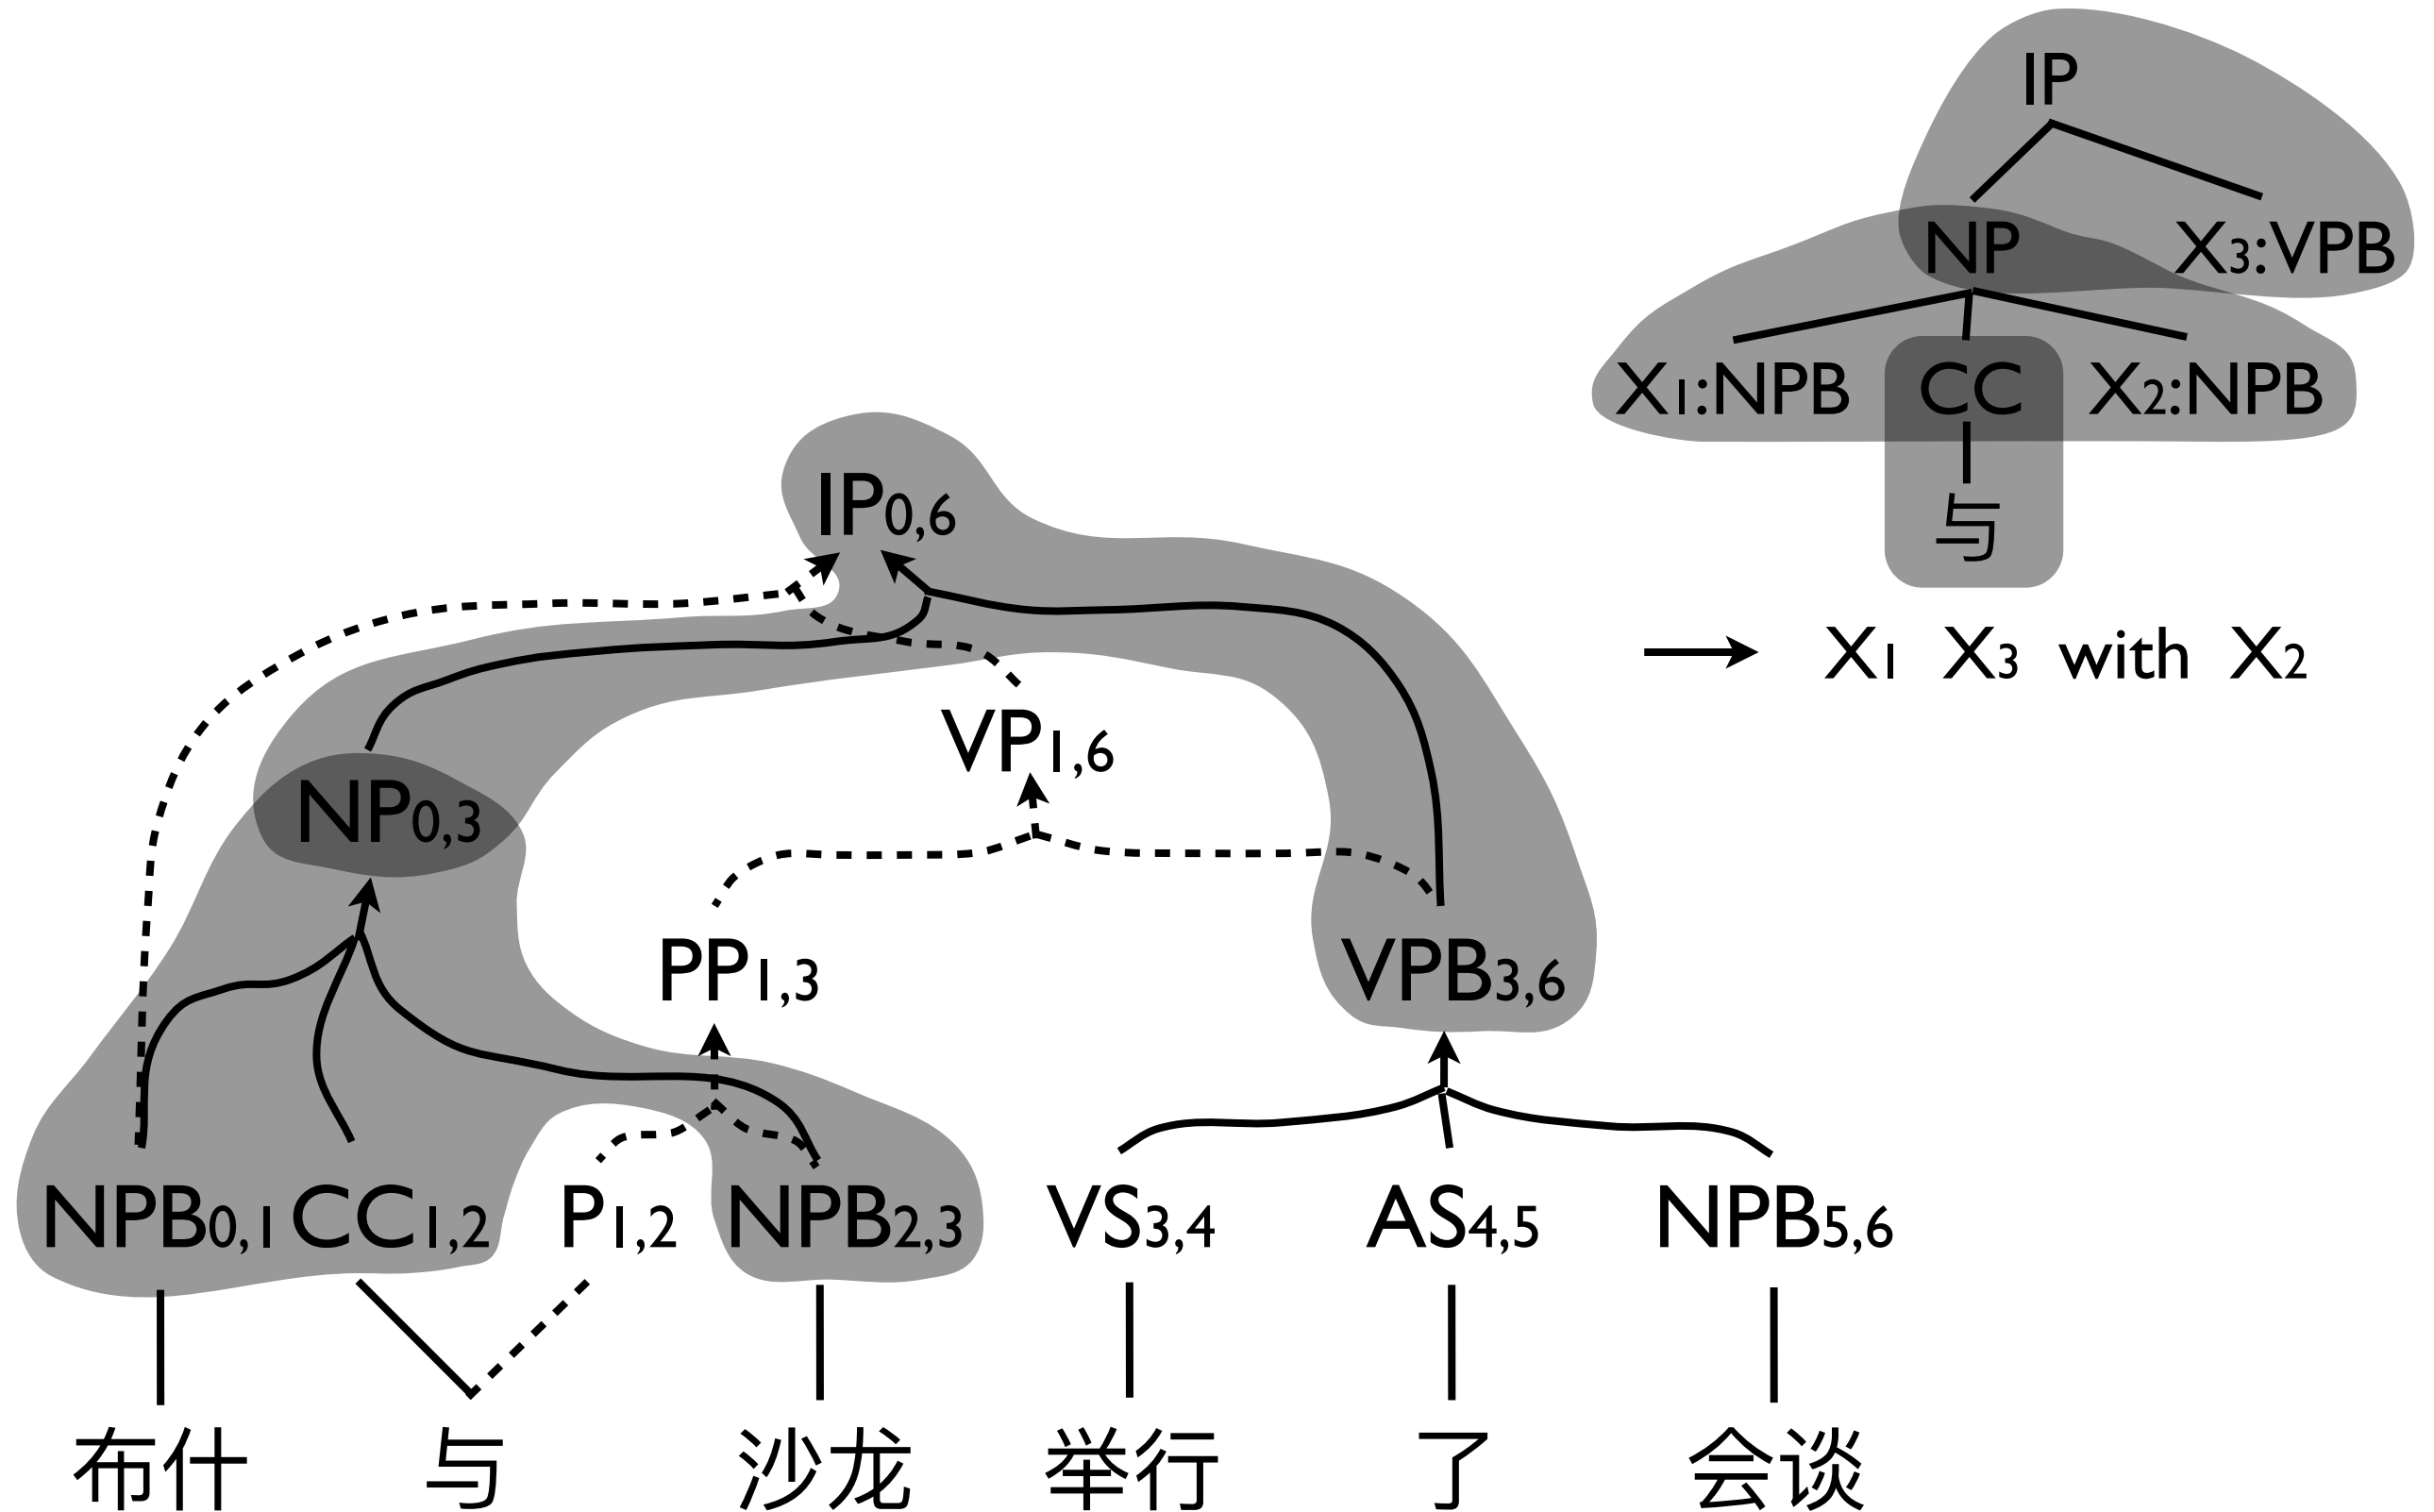 IP
NP X3:VPB
X1:NPB CC X2:NPB
与
X1 X3 with X2
IP0,6
VP1,6
NP0,3
PP1,3 VPB3,6
NPB0,1 CC1,2 P1,2 NPB2,3 VS3,4 AS4,5 NPB5,6
布什 与 沙龙 举行 了 会谈